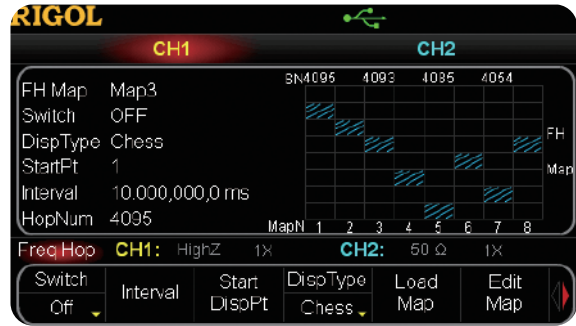 RIGOL
CH1 CH2
SN4095 4093 4085 4054
FH Map Map3
Switch OFF
DispType Chess
FH
StartPt 1
Map
Interval 10.000,000,0 ms
HopNum 4095
MapN 1 2 3 4 5 6 7 8
Freq Hop CH1: HighZ 1X CH2: 50 Ω 1X
Switch Interval Start DispType Load Edit
Off DispPt Chess Map Map